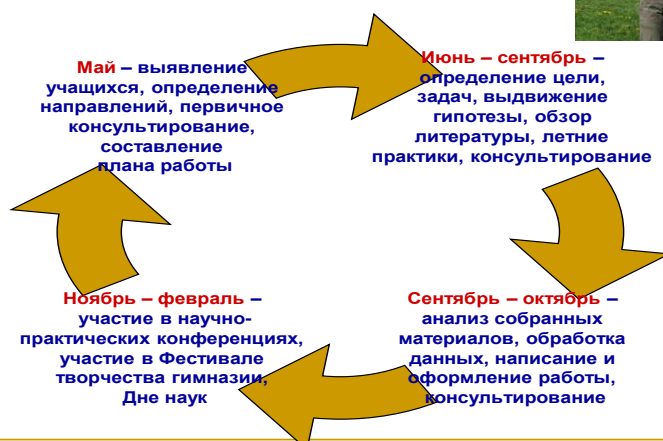 Май – выявление
учащихся, определение
направлений, первичное
консультирование,
составление
плана работы
Июнь – сентябрь –
определение цели,
задач, выдвижение
гипотезы, обзор
литературы, летние
практики, консультирование
Сентябрь – октябрь –
анализ собранных
материалов, обработка
данных, написание и
оформление работы,
консультирование
Ноябрь – февраль –
участие в научно-
практических конференциях,
участие в Фестивале
творчества гимназии,
Дне наук